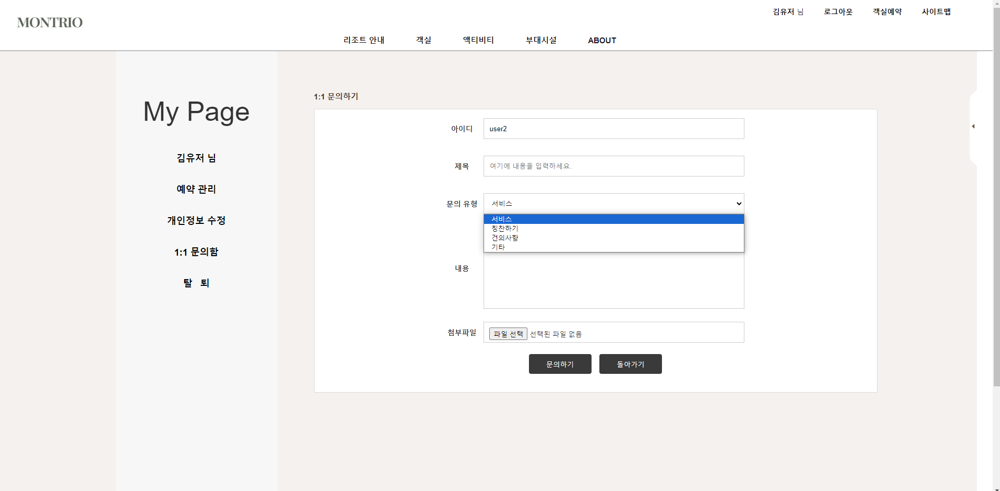 MONTRIO
김유저 님 로그아웃 객실예약 사이트맵
리조트 안내 객실 액티비티 부대시설 ABOUT
My Page
김유저 님
예약 관리
개인정보 수정
1:1 문의함
탈 퇴
1:1 문의하기
아이디 user2
제목 여기에 내용을 입력하세요.
문의 유형 서비스
서비스
칭찬하기
건의사항
기타
내용
첨부파일 파일 선택 선택된 파일 없음
문의하기 돌아가기